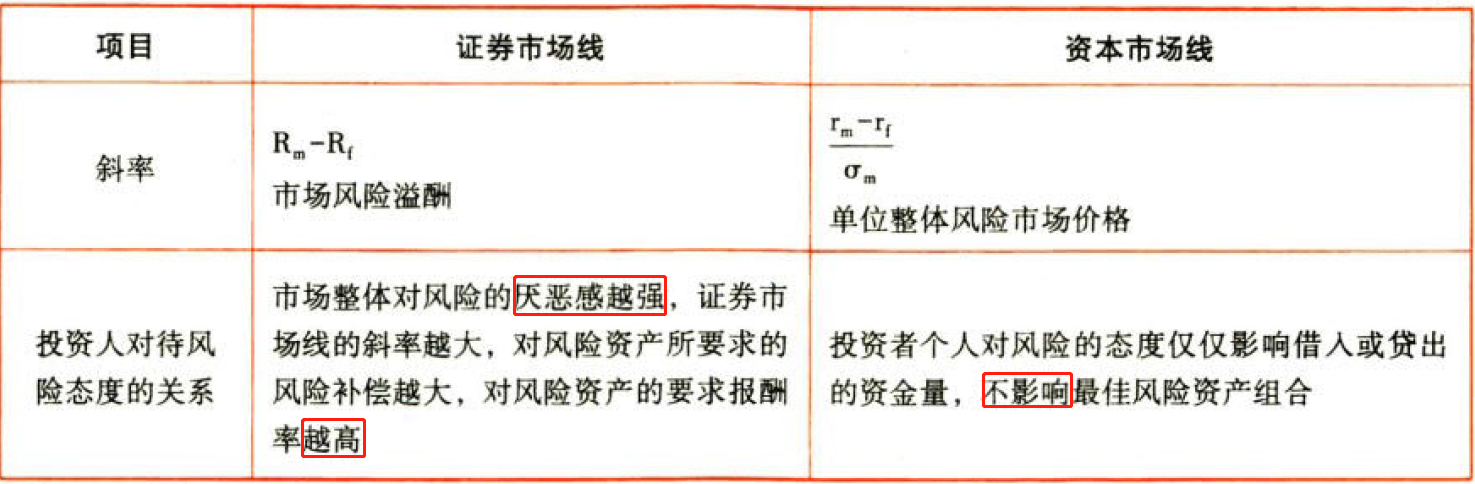 项目
证券市场线
资本市场线
斜率
Rm-Rf
市场风险溢酬
rm-rf
σm
单位整体风险市场价格
投资人对待风
险态度的关系
市场整体对风险的厌恶感越强，证券市
场线的斜率越大，对风险资产所要求的
风险补偿越大，对风险资产的要求报酬
率越高
投资者个人对风险的态度仅仅影响借入或贷出
的资金量，不影响最佳风险资产组合